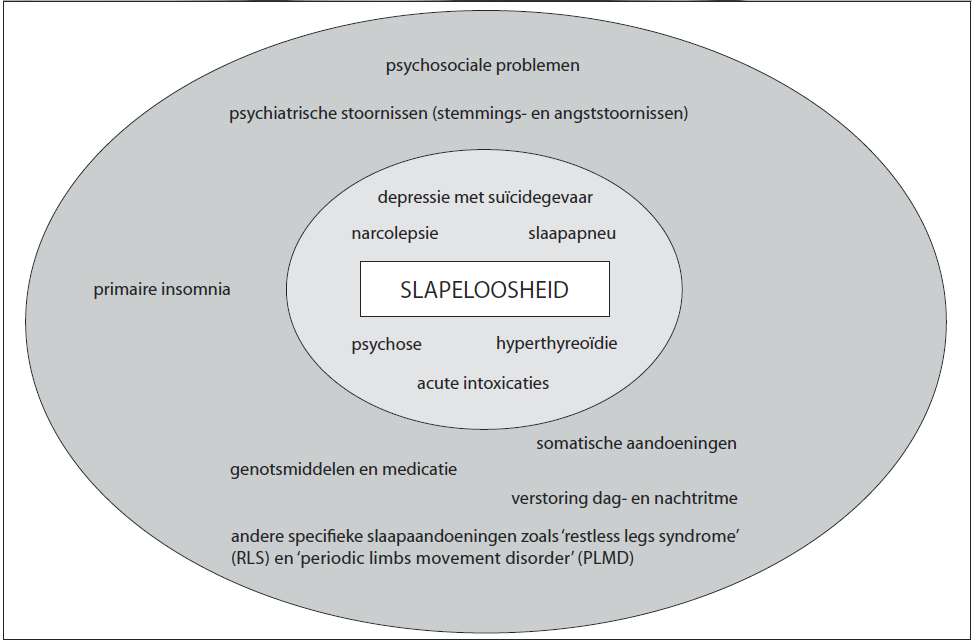 psychosociale problemen
psychiatrische stoornissen (stemmings- en angststoornissen)
depressie met suïcidegevaar
narcolepsie
slaapapneu
primaire insomnia
SLAPELOOSHEID
psychose
hyperthyreoïdie
acute intoxicaties
somatische aandoeningen
genotsmiddelen en medicatie
verstoring dag- en nachtritme
andere specifieke slaapaandoeningen zoals ‘restless legs syndrome’
(RLS) en ‘periodic limbs movement disorder’ (PLMD)